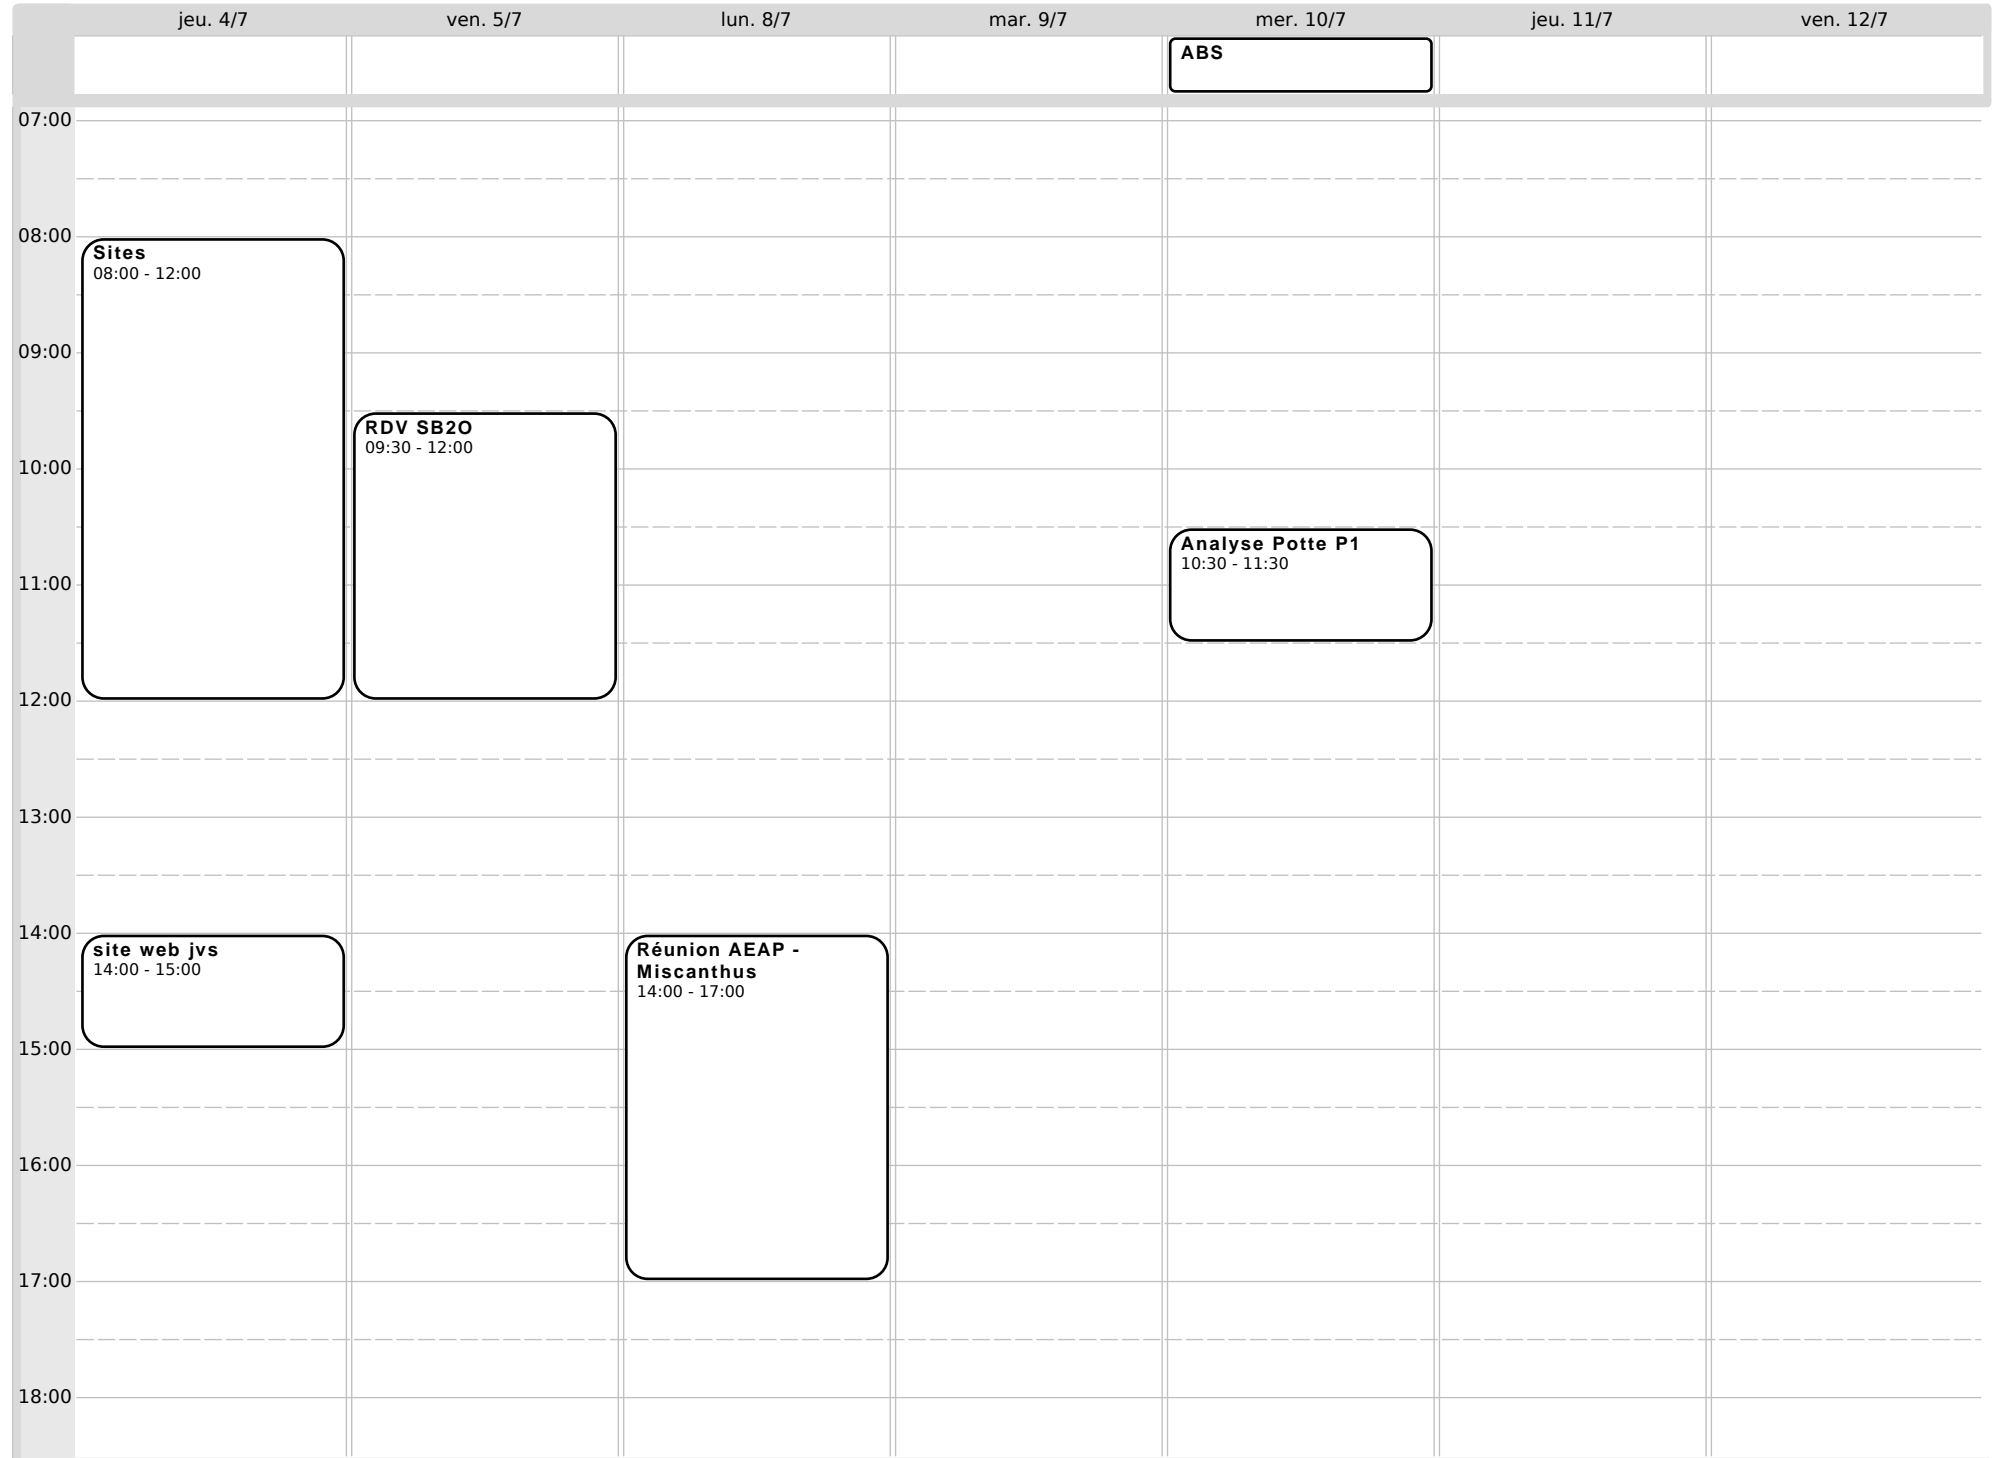 jeu. 4/7
ven. 5/7
lun. 8/7
mar. 9/7
mer. 10/7
jeu. 11/7
ven. 12/7
ABS
07:00
08:00
Sites
08:00 - 12:00
09:00
RDV SB2O
09:30 - 12:00
10:00
Analyse Potte P1
10:30 - 11:30
11:00
12:00
13:00
14:00
site web jvs
14:00 - 15:00
Réunion AEAP -
Miscanthus
14:00 - 17:00
15:00
16:00
17:00
18:00